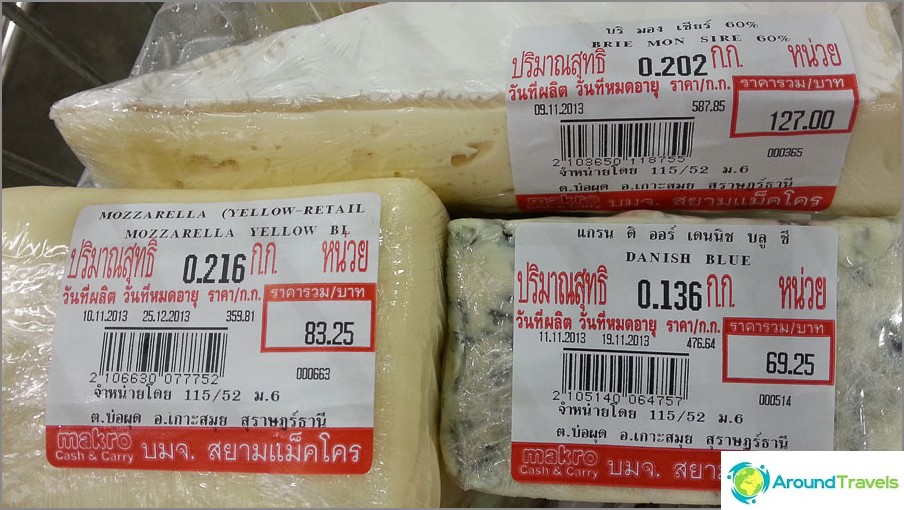 บริ มอง เซียร์ 60%
BRIE MON SIRE 60%
ปริมาณสุทธิ 0.202 ก.ก. หน่วย
วันที่ผลิต วันที่หมดอายุ ราคา/ก.ก. ราคารวม/บาท
09.11.2013 587.85
127.00
2 103650 118755
000365
จำหน่ายโดย 115/52 ม.6
ต.บ่อผุด อ.เกาะสมุย สุราษฎร์ธานี
makro บมจ. สยามแม็คโคร
Cash & Carry
MOZZARELLA (YELLOW-RETAIL
MOZZARELLA YELLOW BL
ปริมาณสุทธิ 0.216 ก.ก. หน่วย
วันที่ผลิต วันที่หมดอายุ ราคา/ก.ก. ราคารวม/บาท
10.11.2013 25.12.2013 359.81
83.25
2 106630 077752
000663
จำหน่ายโดย 115/52 ม.6
ต.บ่อผุด อ.เกาะสมุย สุราษฎร์ธานี
makro บมจ. สยามแม็คโคร
Cash & Carry
แกรน ดิ ออร์ เดนนิช บลู ชี
DANISH BLUE
ปริมาณสุทธิ 0.136 ก.ก. หน่วย
วันที่ผลิต วันที่หมดอายุ ราคา/ก.ก. ราคารวม/บาท
11.11.2013 19.11.2013 476.64
69.25
2 105140 064757
000514
จำหน่ายโดย 115/52 ม.6
ต.บ่อผุด อ.เกาะสมุย สุราษฎร์ธานี
makro บมจ. สยาม
Cash & Carry
AroundTravels